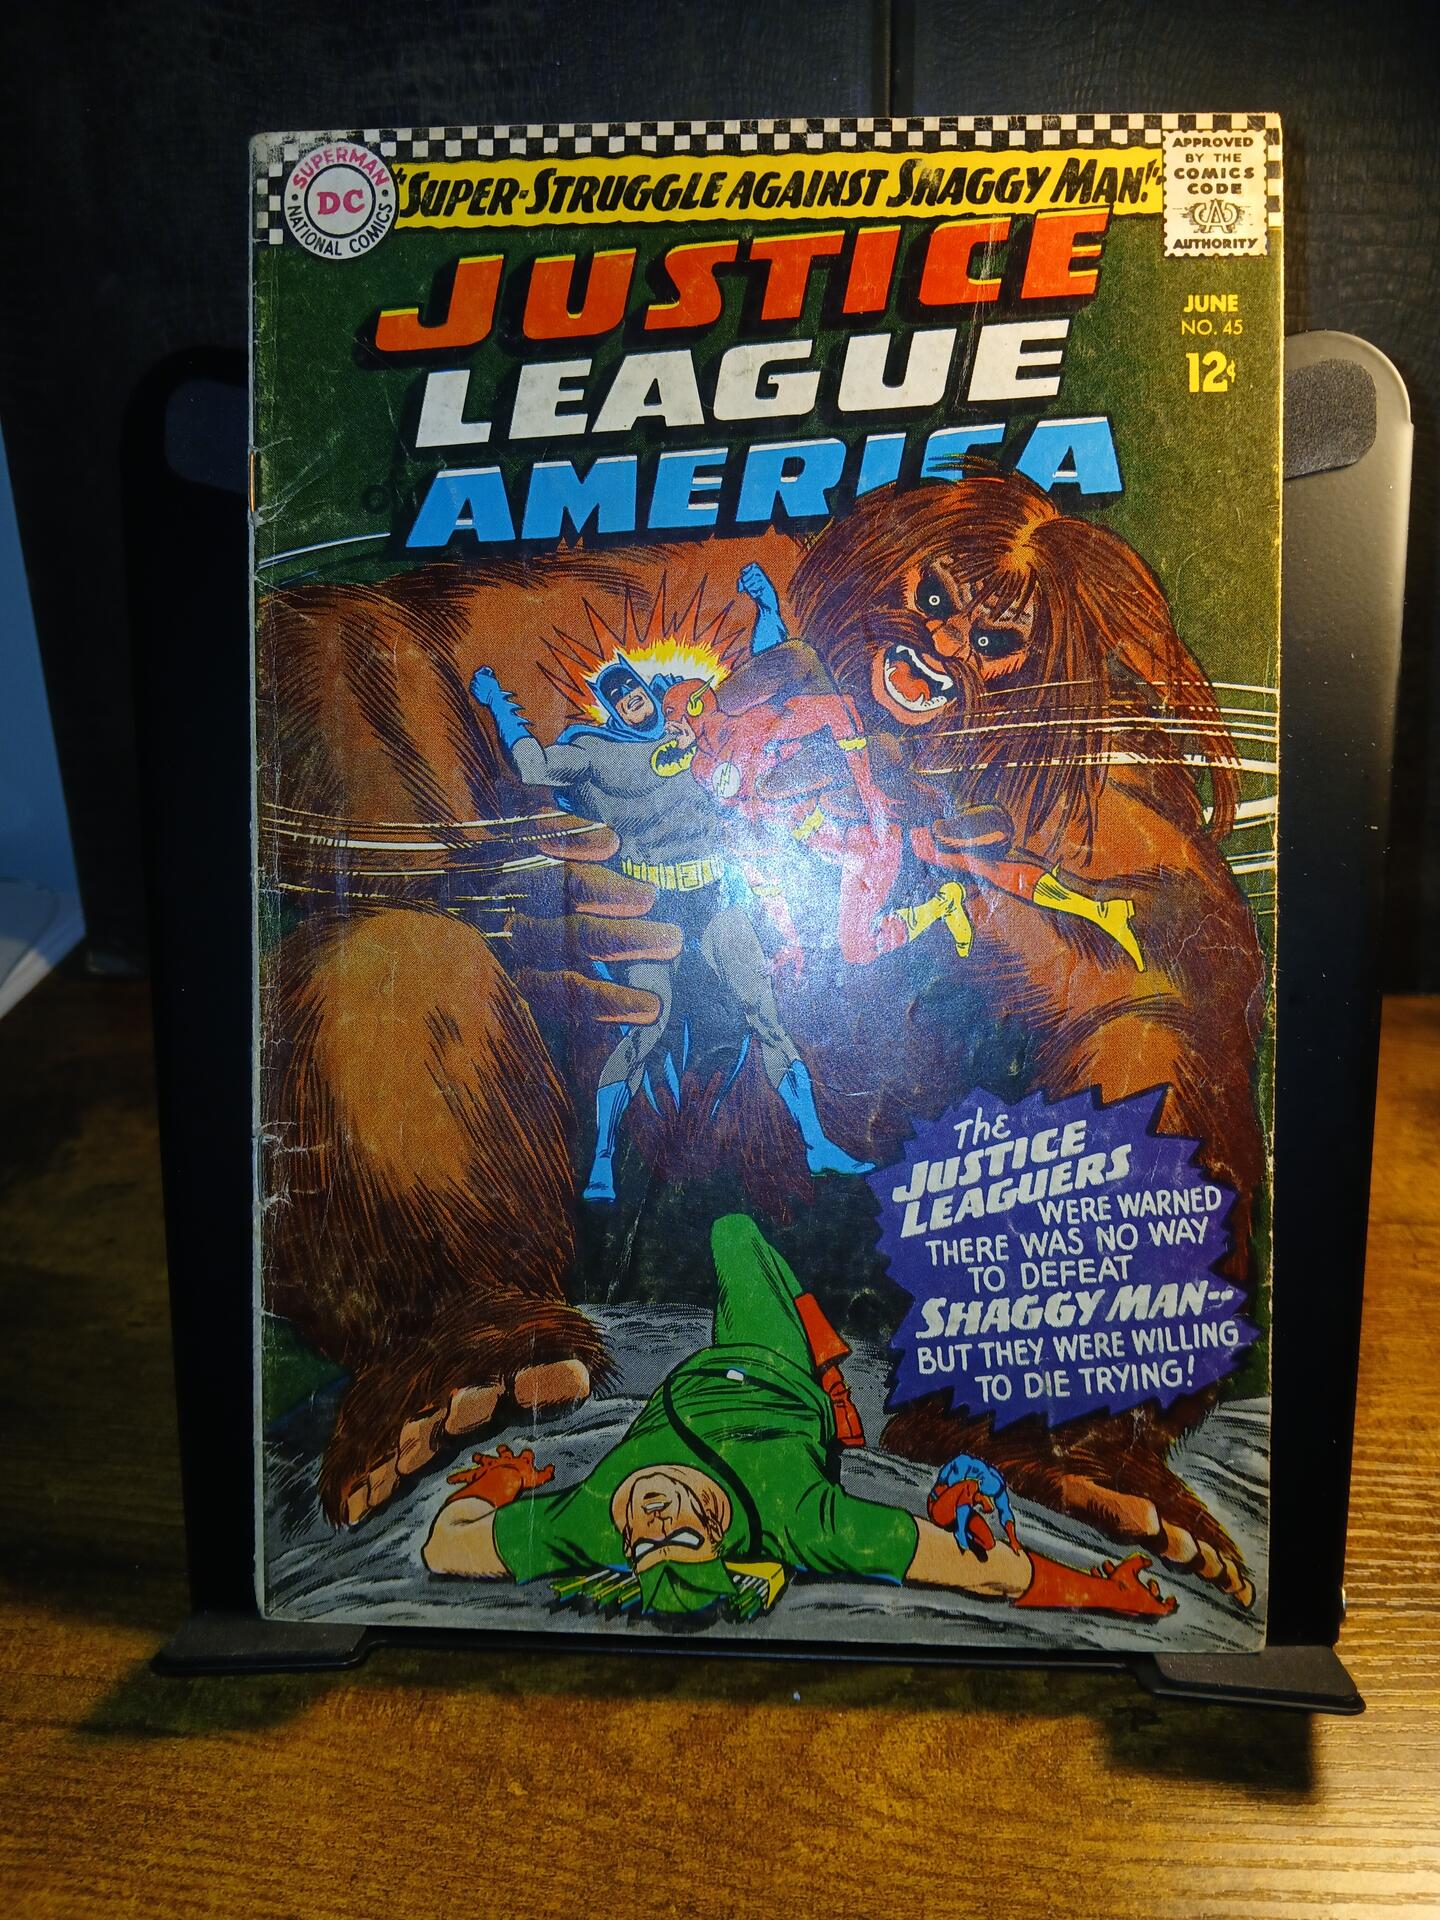 SUPERMAN
DC
NATIONAL COMICS
"SUPER-STRUGGLE AGAINST SHAGGY MAN!"
APPROVED
BY THE
COMICS
CODE
CA
AUTHORITY
JUSTICE
LEAGUE
OF
AMERICA
JUNE
NO. 45
12¢
The
JUSTICE
LEAGUERS
WERE WARNED
THERE WAS NO WAY
TO DEFEAT
SHAGGY MAN--
BUT THEY WERE WILLING
TO DIE TRYING!